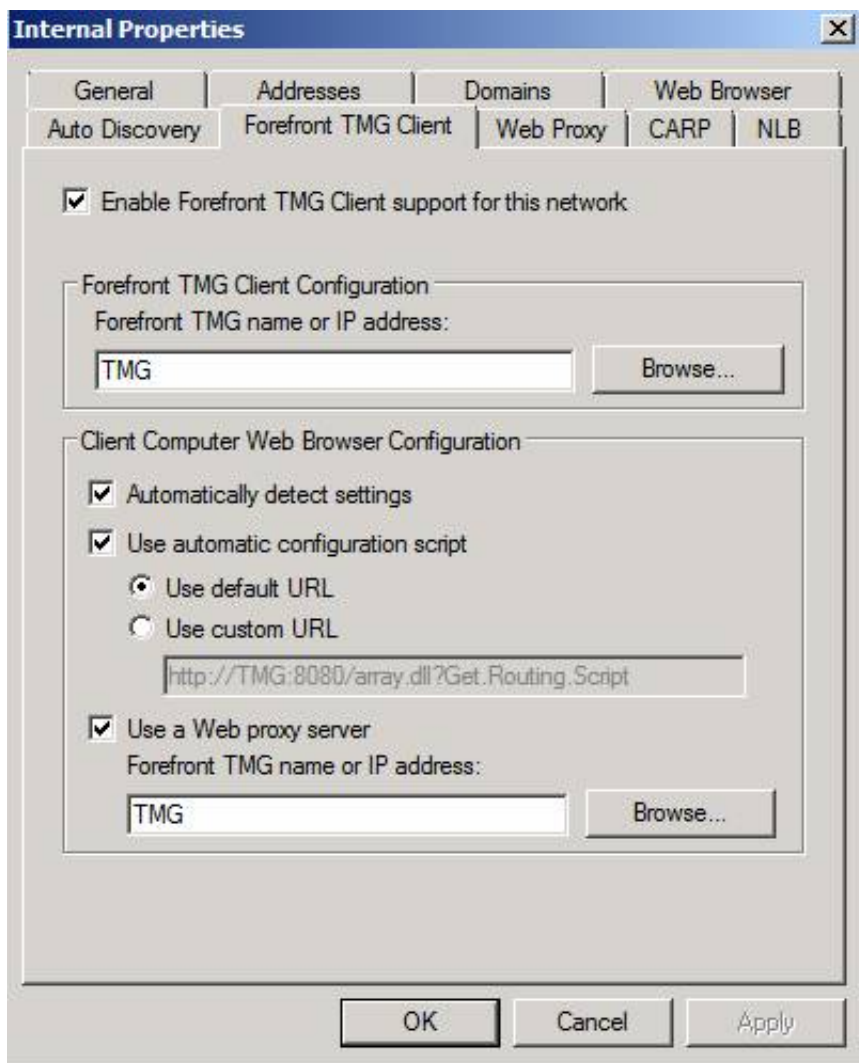 Internal Properties
General Addresses Domains Web Browser
Auto Discovery Forefront TMG Client Web Proxy CARP NLB
Enable Forefront TMG Client support for this network
Forefront TMG Client Configuration
Forefront TMG name or IP address:
TMG Browse...
Client Computer Web Browser Configuration
Automatically detect settings
Use automatic configuration script
Use default URL
Use custom URL
http://TMG:8080/array.dll?Get.Routing.Script
Use a Web proxy server
Forefront TMG name or IP address:
TMG Browse...
OK Cancel Apply